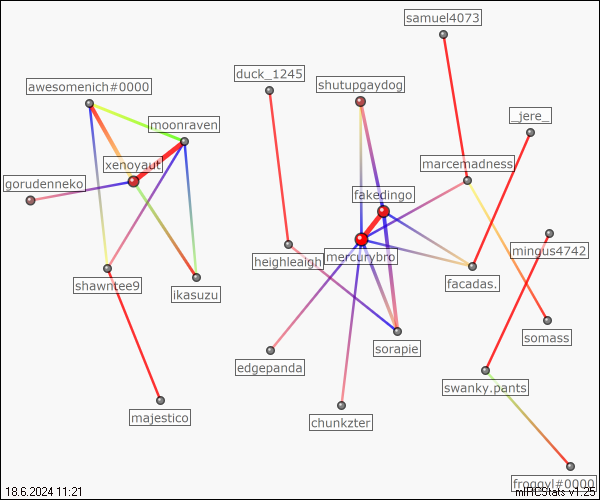 samuel4073
duck_1245
awesomenich#0000
shutupgaydog
_jere_
moonraven
xenoyaut
marcemadness
gorudenneko
fakedingo
mercurybro
mingus4742
heighleaigh
shawntee9
ikasuzu
facadas.
somass
sorapie
edgepanda
swanky.pants
majestico
chunkzter
froggyl#0000
18.6.2024 11:21
mIRCStats v1.25